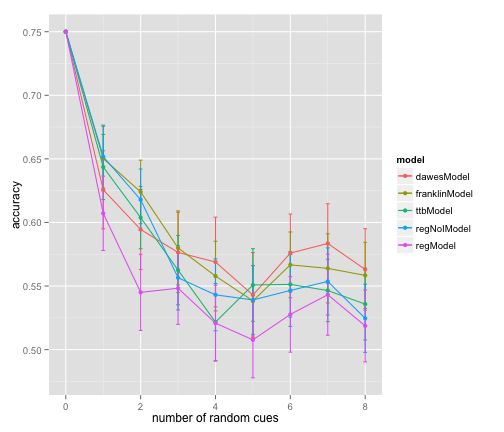 0.75
0.70
0.65
0.60
0.55
0.50
accuracy
0
2
4
6
8
number of random cues
model
dawesModel
franklinModel
ttbModel
regNoIModel
regModel